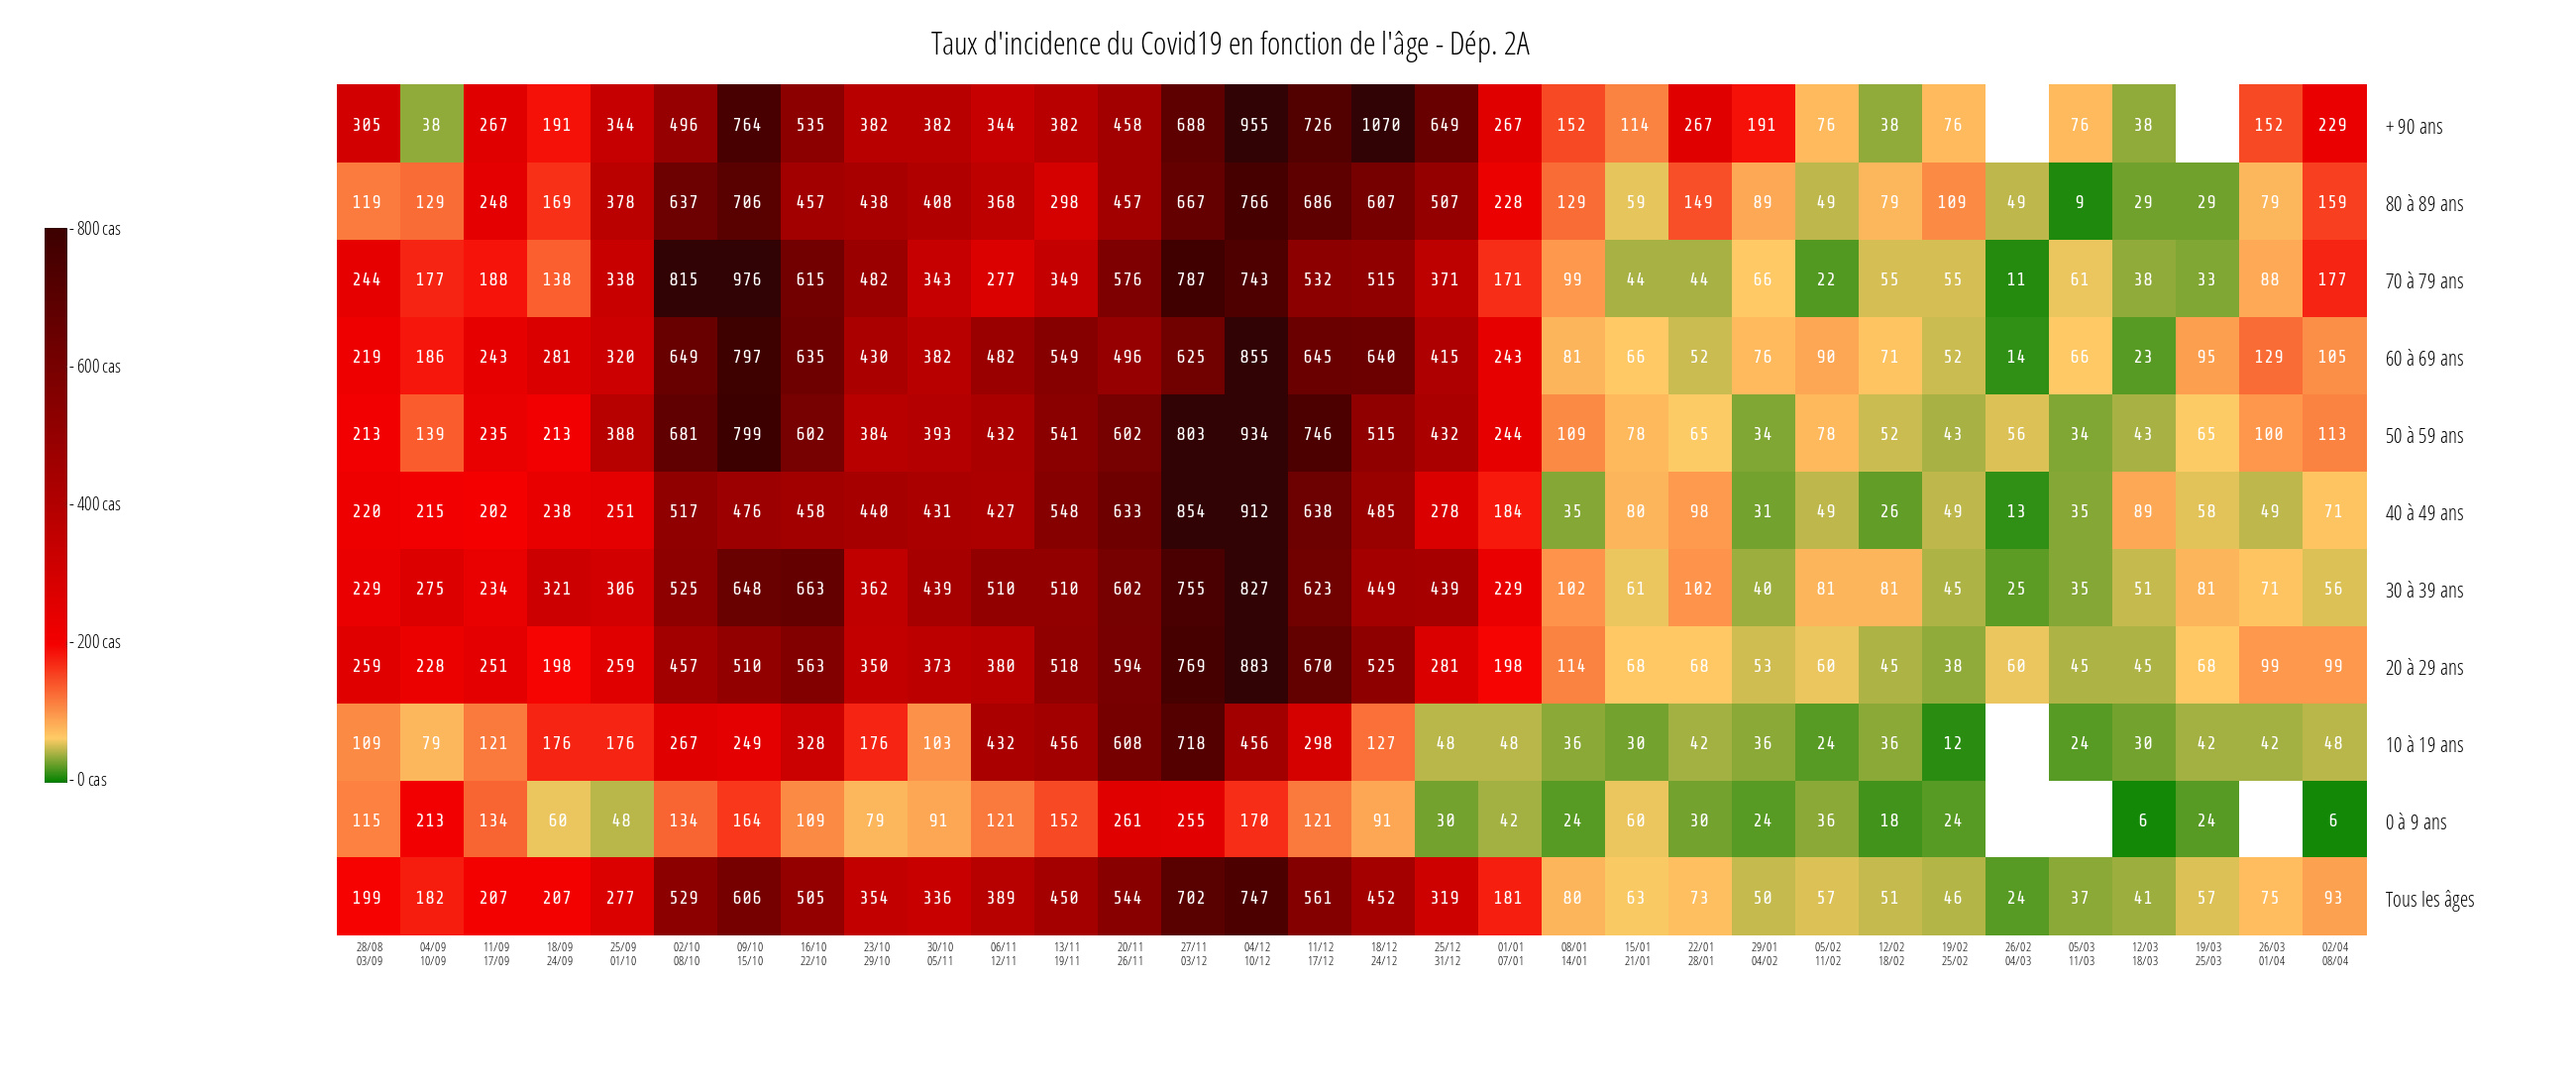 Taux d'incidence du Covid19 en fonction de l'âge - Dép. 2A
- 800 cas
- 600 cas
- 400 cas
- 200 cas
- 0 cas
305 38 267 191 344 496 764 535 382 382 344 382 458 688 955 726 1070 649 267 152 114 267 191 76 38 76 76 38 152 229 + 90 ans
119 129 248 169 378 637 706 457 438 408 368 298 457 667 766 686 607 507 228 129 59 149 89 49 79 109 49 9 29 29 79 159 80 à 89 ans
244 177 188 138 338 815 976 615 482 343 277 349 576 787 743 532 515 371 171 99 44 44 66 22 55 55 11 61 38 33 88 177 70 à 79 ans
219 186 243 281 320 649 797 635 430 382 482 549 496 625 855 645 640 415 243 81 66 52 76 90 71 52 14 66 23 95 129 105 60 à 69 ans
213 139 235 213 388 681 799 602 384 393 432 541 602 803 934 746 515 432 244 109 78 65 34 78 52 43 56 34 43 65 100 113 50 à 59 ans
220 215 202 238 251 517 476 458 440 431 427 548 633 854 912 638 485 278 184 35 80 98 31 49 26 49 13 35 89 58 49 71 40 à 49 ans
229 275 234 321 306 525 648 663 362 439 510 510 602 755 827 623 449 439 229 102 61 102 40 81 81 45 25 35 51 81 71 56 30 à 39 ans
259 228 251 198 259 457 510 563 350 373 380 518 594 769 883 670 525 281 198 114 68 68 53 60 45 38 60 45 45 68 99 99 20 à 29 ans
109 79 121 176 176 267 249 328 176 103 432 456 608 718 456 298 127 48 48 36 30 42 36 24 36 12 24 30 42 42 48 10 à 19 ans
115 213 134 60 48 134 164 109 79 91 121 152 261 255 170 121 91 30 42 24 60 30 24 36 18 24 6 24 6 0 à 9 ans
199 182 207 207 277 529 606 505 354 336 389 450 544 702 747 561 452 319 181 80 63 73 50 57 51 46 24 37 41 57 75 93 Tous les âges
28/08 04/09 11/09 18/09 25/09 02/10 09/10 16/10 23/10 30/10 06/11 13/11 20/11 27/11 04/12 11/12 18/12 25/12 01/01 08/01 15/01 22/01 29/01 05/02 12/02 19/02 26/02 05/03 12/03 19/03 26/03 02/04
03/09 10/09 17/09 24/09 01/10 08/10 15/10 22/10 29/10 05/11 12/11 19/11 26/11 03/12 10/12 17/12 24/12 31/12 07/01 14/01 21/01 28/01 04/02 11/02 18/02 25/02 04/03 11/03 18/03 25/03 01/04 08/04